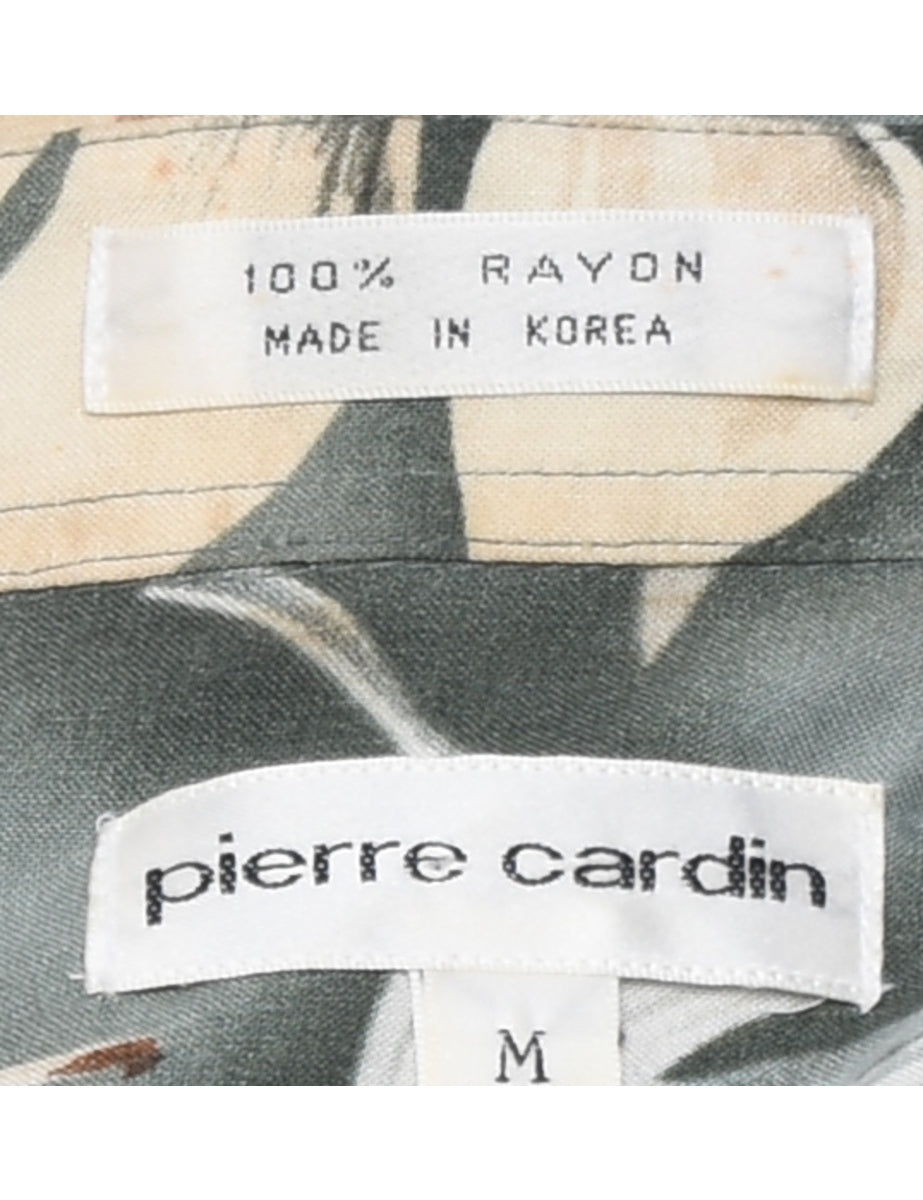 100% RAYON
MADE IN KOREA
pierre cardin
M